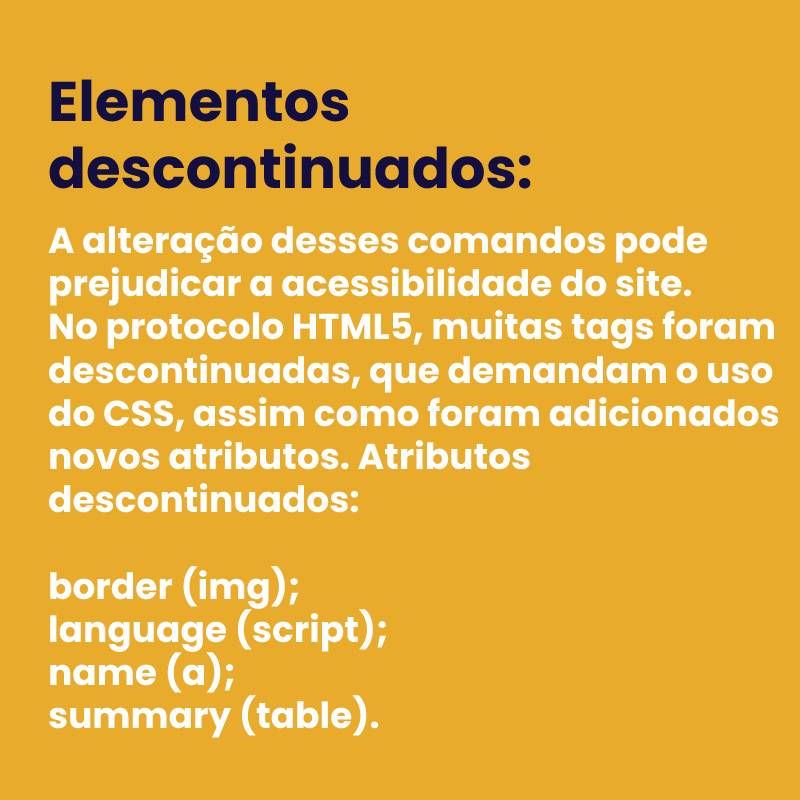 Elementos
descontinuados:
A alteração desses comandos pode
prejudicar a acessibilidade do site.
No protocolo HTML5, muitas tags foram
descontinuadas, que demandam o uso
do CSS, assim como foram adicionados
novos atributos. Atributos
descontinuados:
border (img);
language (script);
name (a);
summary (table).